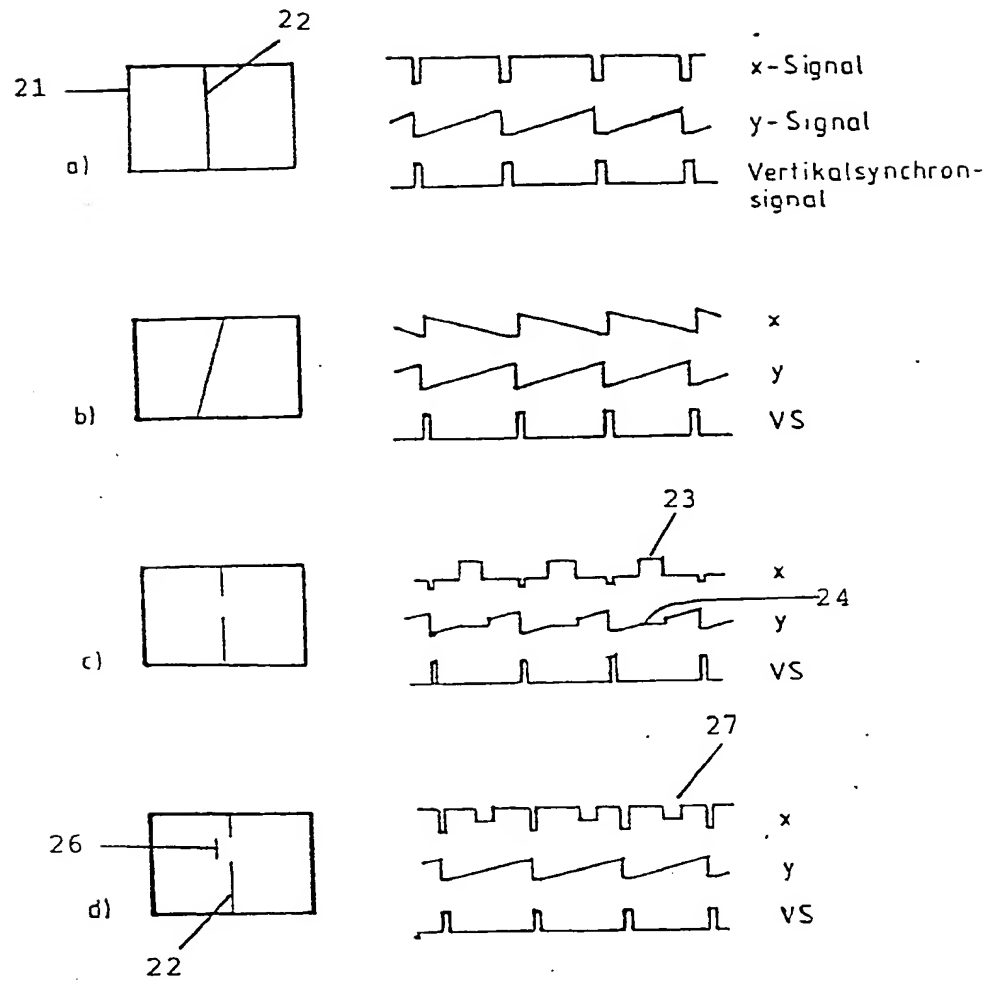 22
21
x-Signal
y-Signal
Vertikalsynchron-
signal
a)
x
y
VS
b)
23
x
24
y
VS
c)
27
26
x
y
VS
d)
22